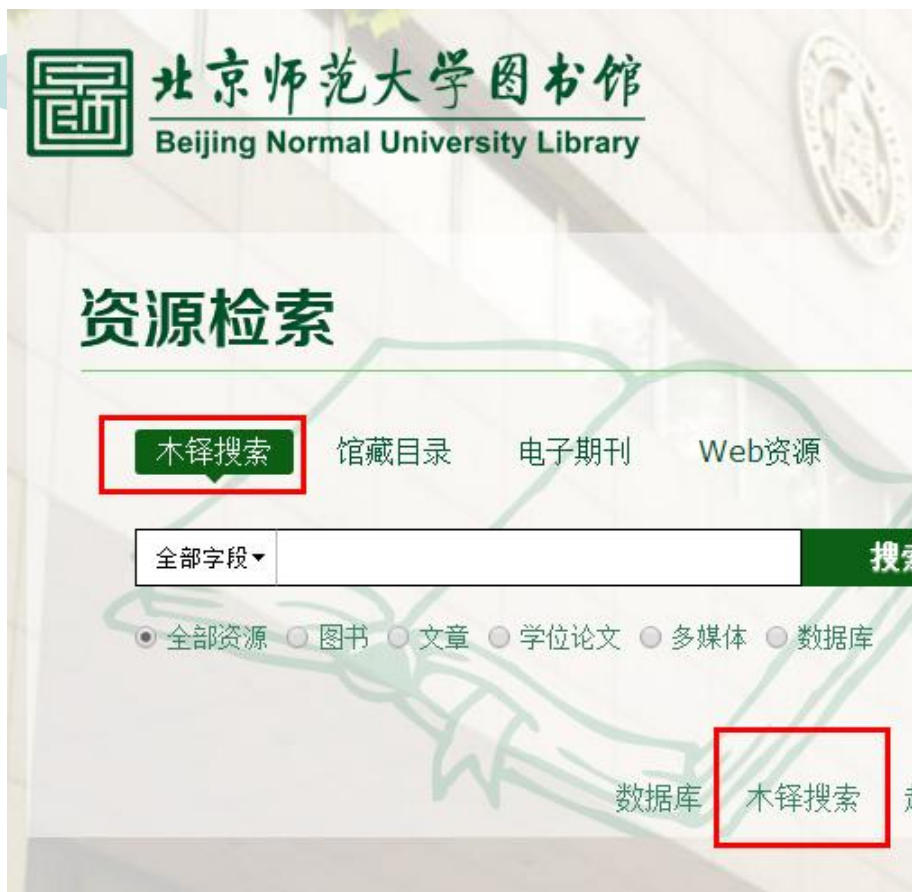 北京师范大学图书馆
Beijing Normal University Library
资源检索
木铎搜索 馆藏目录 电子期刊 Web资源
全部字段 搜索
全部资源 图书 文章 学位论文 多媒体 数据库
数据库 木铎搜索